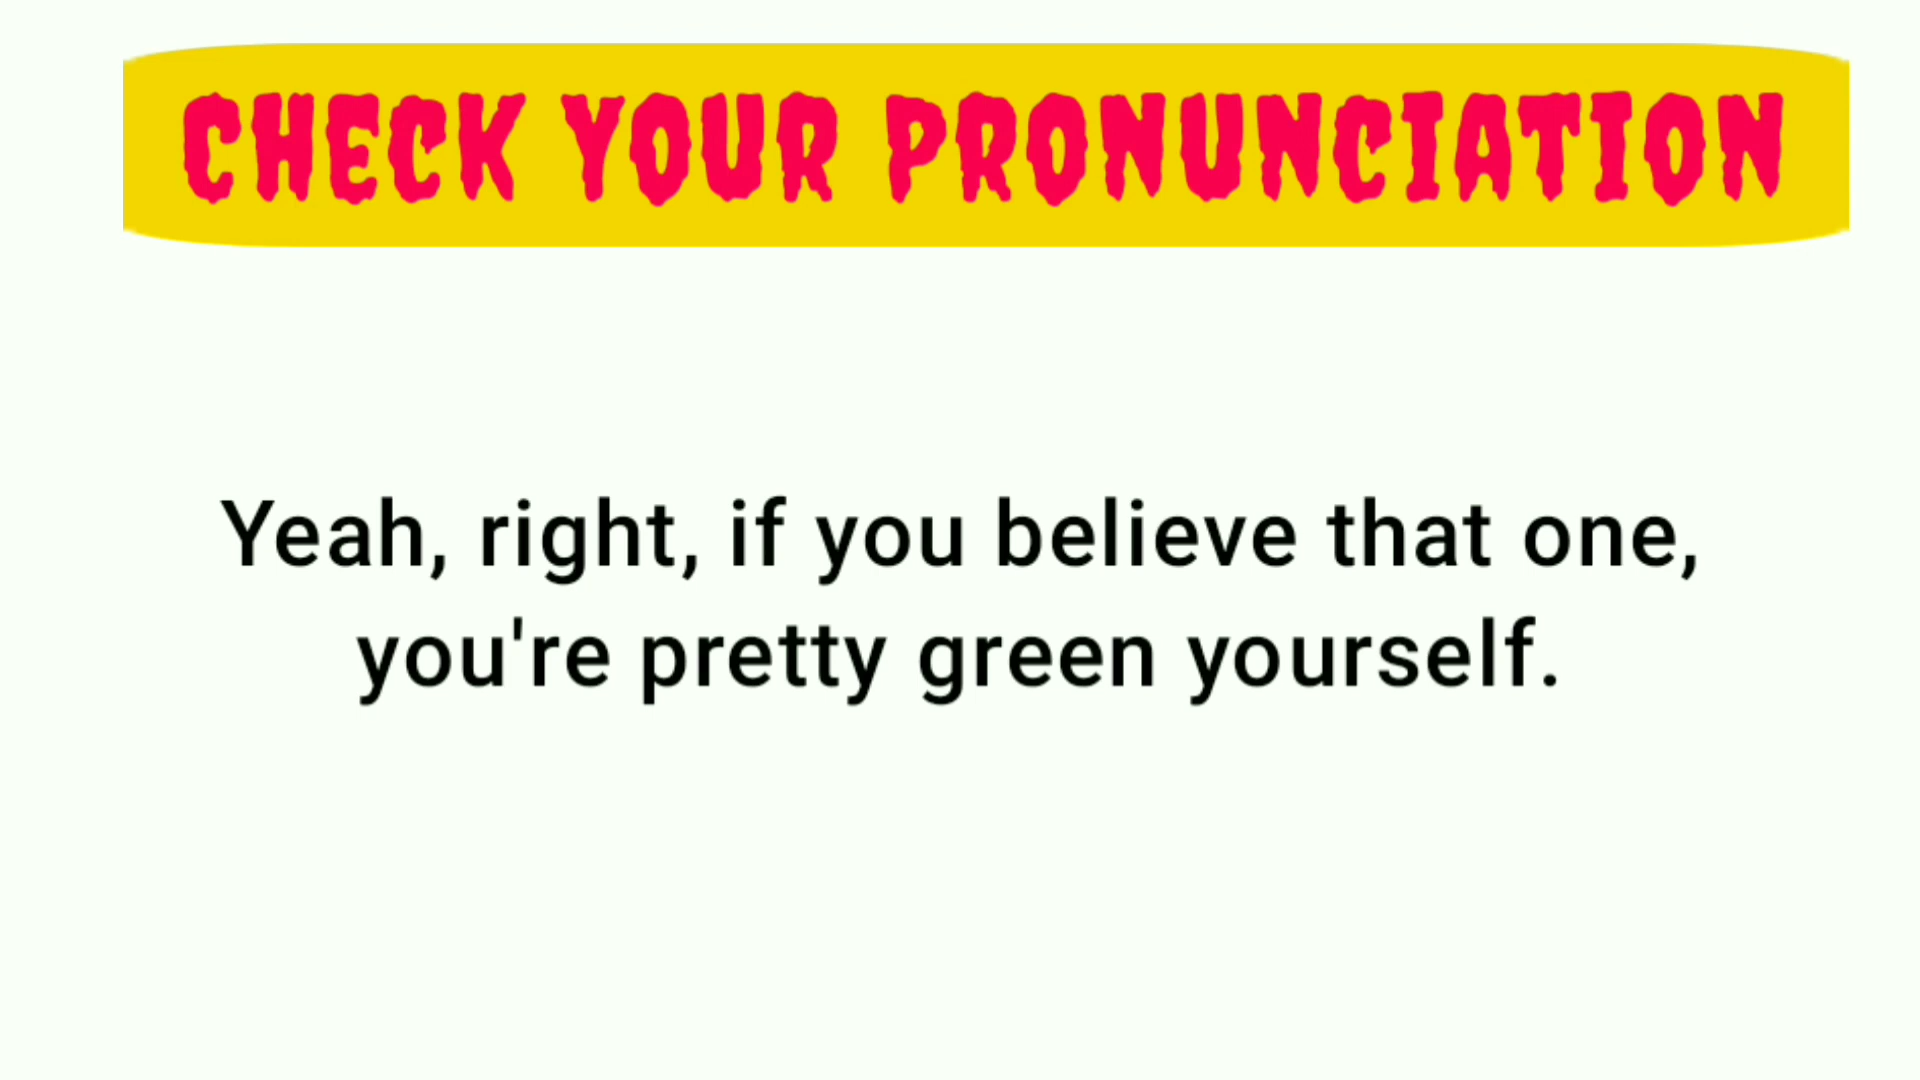 CHECK YOUR PRONUNCIATION
Yeah, right, if you believe that one,
you're pretty green yourself.